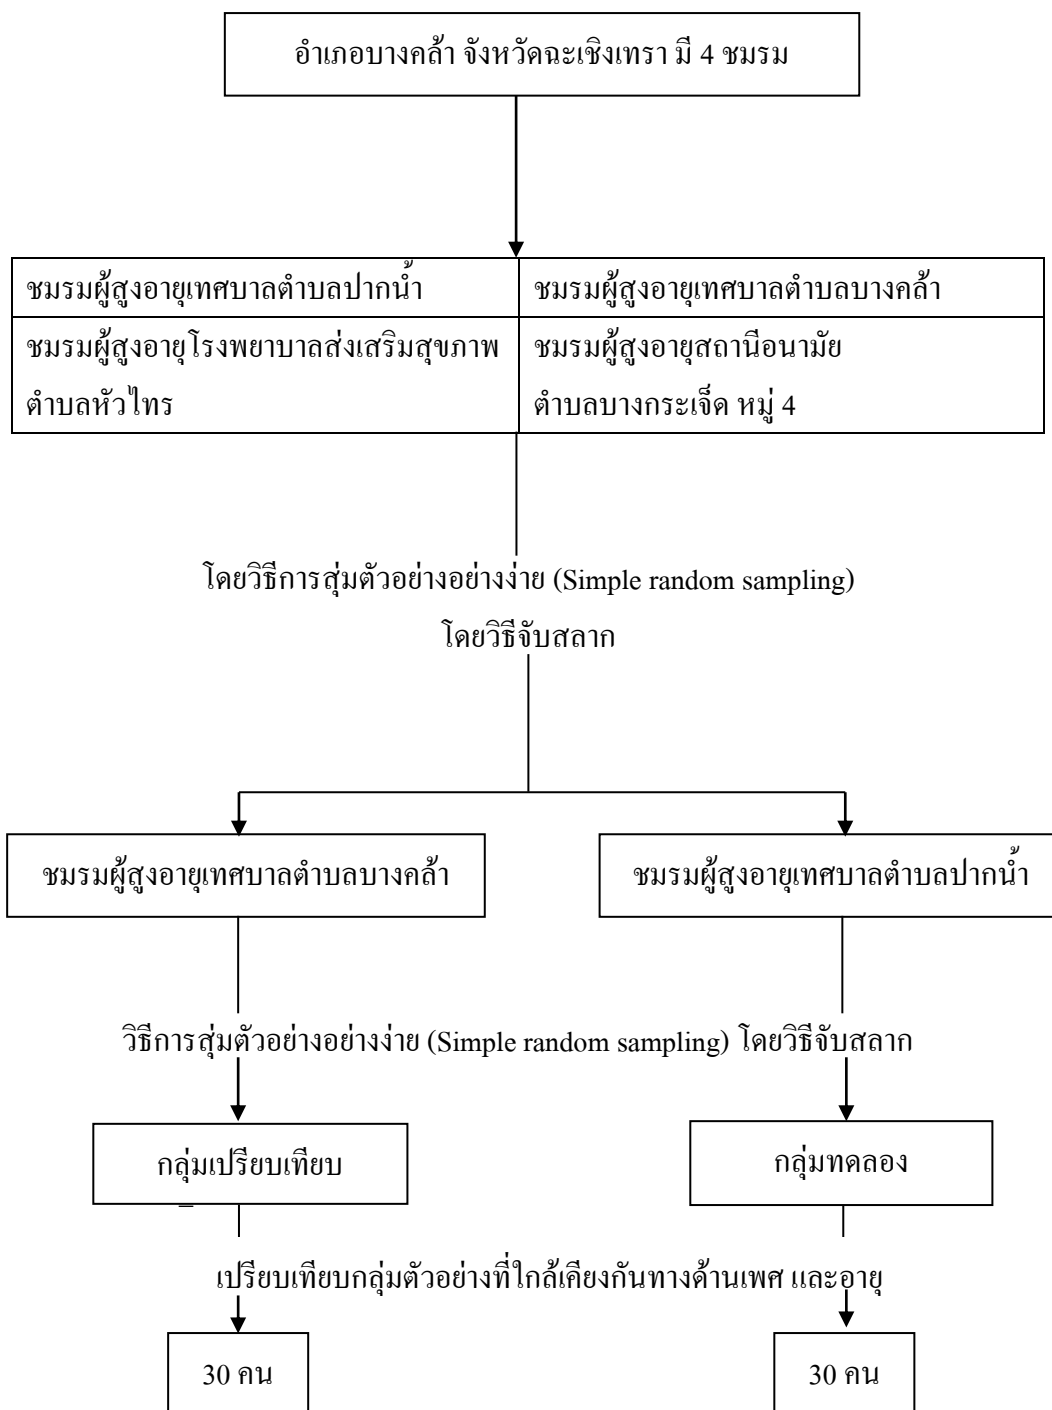 อำเภอบางคล้า จังหวัดฉะเชิงเทรา มี 4 ชมรม
ชมรมผู้สูงอายุเทศบาลตำบลปากน้ำ
ชมรมผู้สูงอายุเทศบาลตำบลบางคล้า
ชมรมผู้สูงอายุโรงพยาบาลส่งเสริมสุขภาพ
ตำบลหัวไทร
ชมรมผู้สูงอายุสถานีอนามัย
ตำบลบางกระเจ็ด หมู่ 4
โดยวิธีการสุ่มตัวอย่างอย่างง่าย (Simple random sampling)
โดยวิธีจับสลาก
ชมรมผู้สูงอายุเทศบาลตำบลบางคล้า
ชมรมผู้สูงอายุเทศบาลตำบลปากน้ำ
วิธีการสุ่มตัวอย่างอย่างง่าย (Simple random sampling) โดยวิธีจับสลาก
กลุ่มเปรียบเทียบ
กลุ่มทดลอง
เปรียบเทียบกลุ่มตัวอย่างที่ใกล้เคียงกันทางด้านเพศ และอายุ
30 คน
30 คน